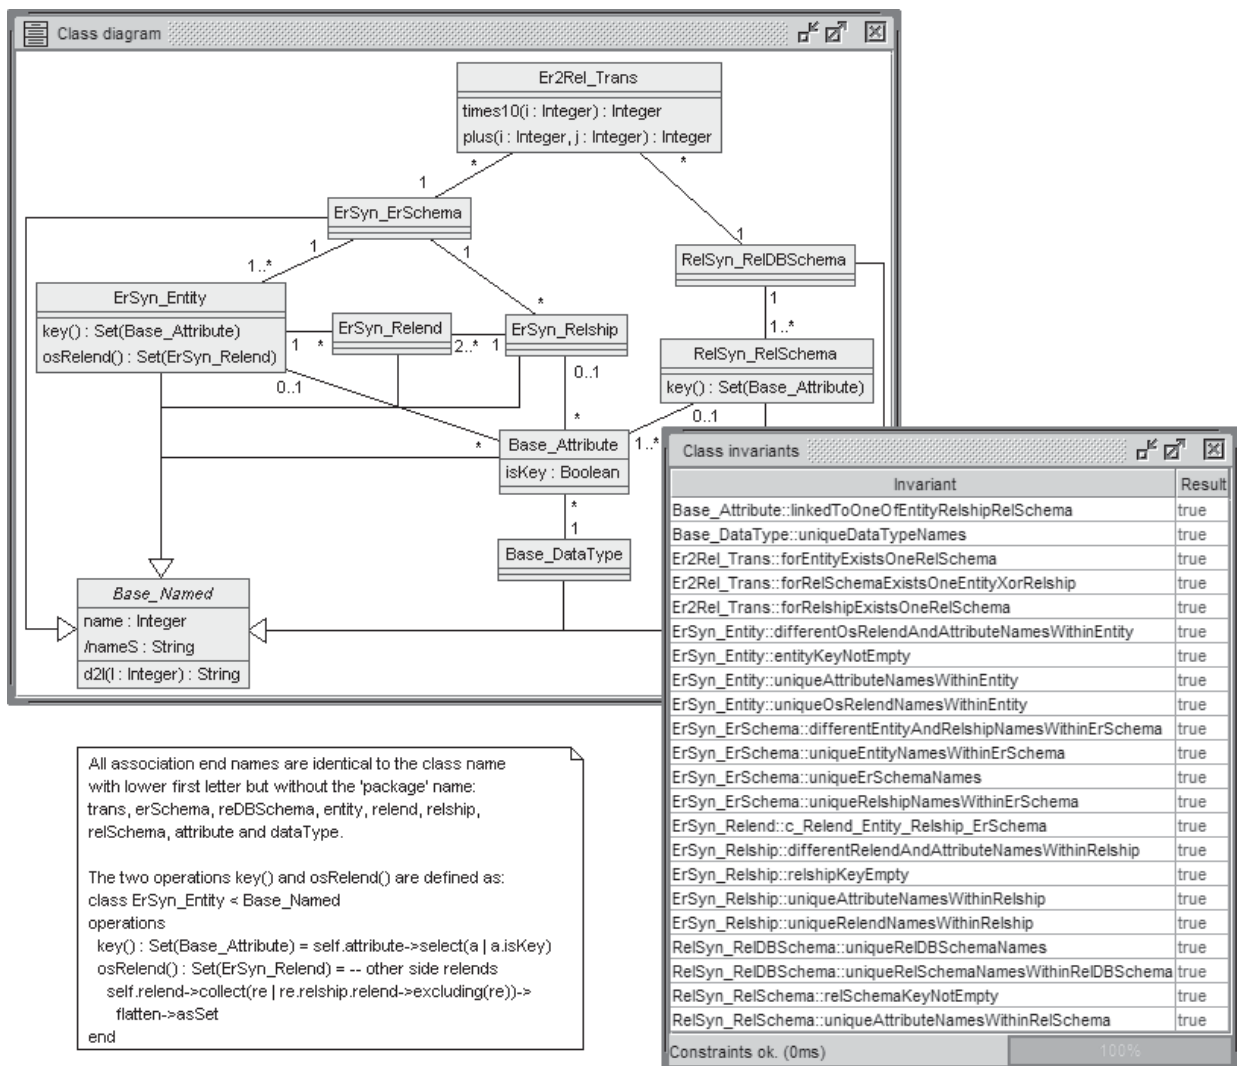 Class diagram
Er2Rel_Trans
times10(i : Integer) : Integer
plus(i : Integer, j : Integer) : Integer
*
*
1
ErSyn_ErSchema
1
1
1
1..*
RelSyn_RelDBSchema
ErSyn_Entity
key() : Set(Base_Attribute)
osRelend() : Set(ErSyn_Relend)
*
1
1..*
ErSyn_Relend
ErSyn_Relship
1
*
2..*
1
RelSyn_RelSchema
key() : Set(Base_Attribute)
0..1
0..1
0..1
*
*
1..*
Base_Attribute
isKey : Boolean
*
1
Base_DataType
Base_Named
name : Integer
/nameS : String
d2l(l : Integer) : String
Class invariants
Invariant Result
Base_Attribute::linkedToOneOfEntityRelshipRelSchema true
Base_DataType::uniqueDataTypeNames true
Er2Rel_Trans::forEntityExistsOneRelSchema true
Er2Rel_Trans::forRelSchemaExistsOneEntityXorRelship true
Er2Rel_Trans::forRelshipExistsOneRelSchema true
ErSyn_Entity::differentOsRelendAndAttributeNamesWithinEntity true
ErSyn_Entity::entityKeyNotEmpty true
ErSyn_Entity::uniqueAttributeNamesWithinEntity true
ErSyn_Entity::uniqueOsRelendNamesWithinEntity true
ErSyn_ErSchema::differentEntityAndRelshipNamesWithinErSchema true
ErSyn_ErSchema::uniqueEntityNamesWithinErSchema true
ErSyn_ErSchema::uniqueErSchemaNames true
ErSyn_ErSchema::uniqueRelshipNamesWithinErSchema true
ErSyn_Relend::c_Relend_Entity_Relship_ErSchema true
ErSyn_Relship::differentRelendAndAttributeNamesWithinRelship true
ErSyn_Relship::relshipKeyEmpty true
ErSyn_Relship::uniqueAttributeNamesWithinRelship true
ErSyn_Relship::uniqueRelendNamesWithinRelship true
RelSyn_RelDBSchema::uniqueRelDBSchemaNames true
RelSyn_RelDBSchema::uniqueRelSchemaNamesWithinRelDBSchema true
RelSyn_RelSchema::relSchemaKeyNotEmpty true
RelSyn_RelSchema::uniqueAttributeNamesWithinRelSchema true
Constraints ok. (0ms) 100%
All association end names are identical to the class name
with lower first letter but without the 'package' name:
trans, erSchema, reDBSchema, entity, relend, relship,
relSchema, attribute and dataType.
The two operations key() and osRelend() are defined as:
class ErSyn_Entity < Base_Named
operations
key() : Set(Base_Attribute) = self.attribute->select(a | a.isKey)
osRelend() : Set(ErSyn_Relend) = -- other side relends
self.relend->collect(re | re.relship.relend->excluding(re))->
flatten->asSet
end